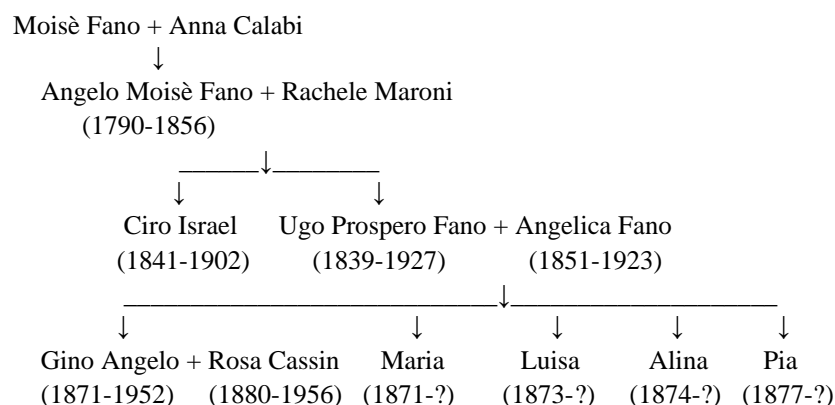 Moisè Fano + Anna Calabi
↓
Angelo Moisè Fano + Rachele Maroni
(1790-1856)
↓
↓ ↓
Ciro Israel Ugo Prospero Fano + Angelica Fano
(1841-1902) (1839-1927) (1851-1923)
↓
↓ ↓ ↓ ↓ ↓
Gino Angelo + Rosa Cassin Maria Luisa Alina Pia
(1871-1952) (1880-1956) (1871-?) (1873-?) (1874-?) (1877-?)